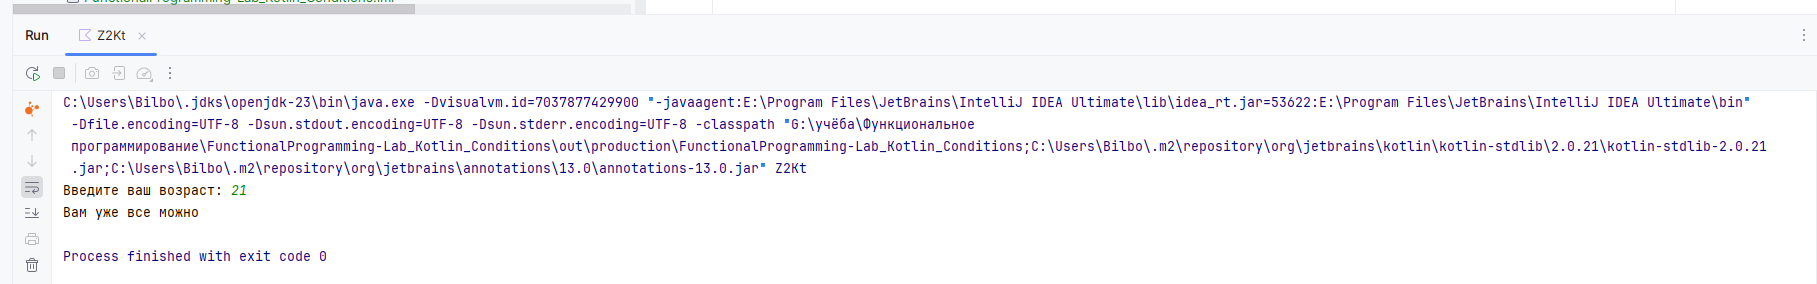 FunctionalProgramming-Lab_Kotlin_Conditions.iml
Run Z2Kt
C:\Users\Bilbo\.jdks\openjdk-23\bin\java.exe -Dvisualvm.id=7037877429900 "-javaagent:E:\Program Files\JetBrains\IntelliJ IDEA Ultimate\lib\idea_rt.jar=53622:E:\Program Files\JetBrains\IntelliJ IDEA Ultimate\bin"
-Dfile.encoding=UTF-8 -Dsun.stdout.encoding=UTF-8 -Dsun.stderr.encoding=UTF-8 -classpath "G:\учёба\Функциональное
программирование\FunctionalProgramming-Lab_Kotlin_Conditions\out\production\FunctionalProgramming-Lab_Kotlin_Conditions;C:\Users\Bilbo\.m2\repository\org\jetbrains\kotlin\kotlin-stdlib\2.0.21\kotlin-stdlib-2.0.21
.jar;C:\Users\Bilbo\.m2\repository\org\jetbrains\annotations\13.0\annotations-13.0.jar" Z2Kt
Введите ваш возраст: 21
Вам уже все можно
Process finished with exit code 0